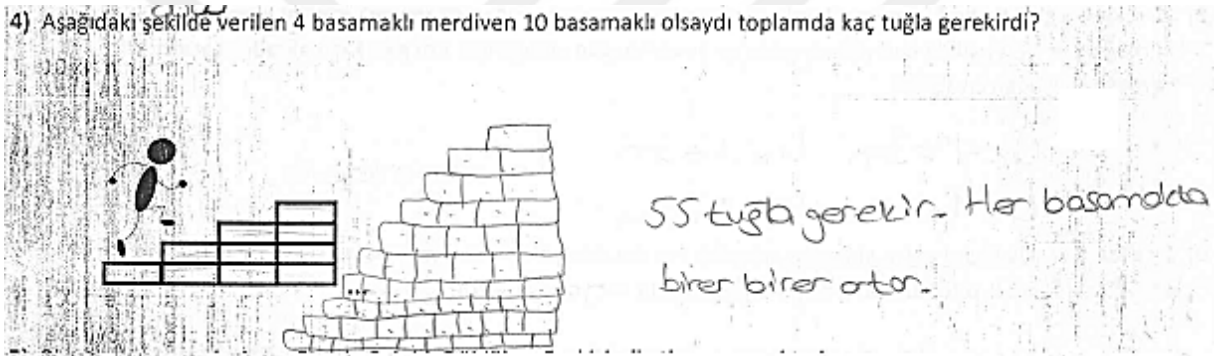 4) Aşağıdaki şekilde verilen 4 basamaklı merdiven 10 basamaklı olsaydı toplamda kaç tuğla gerekirdi?
55 tuğla gerekir. Her basamakta
birer birer artar.